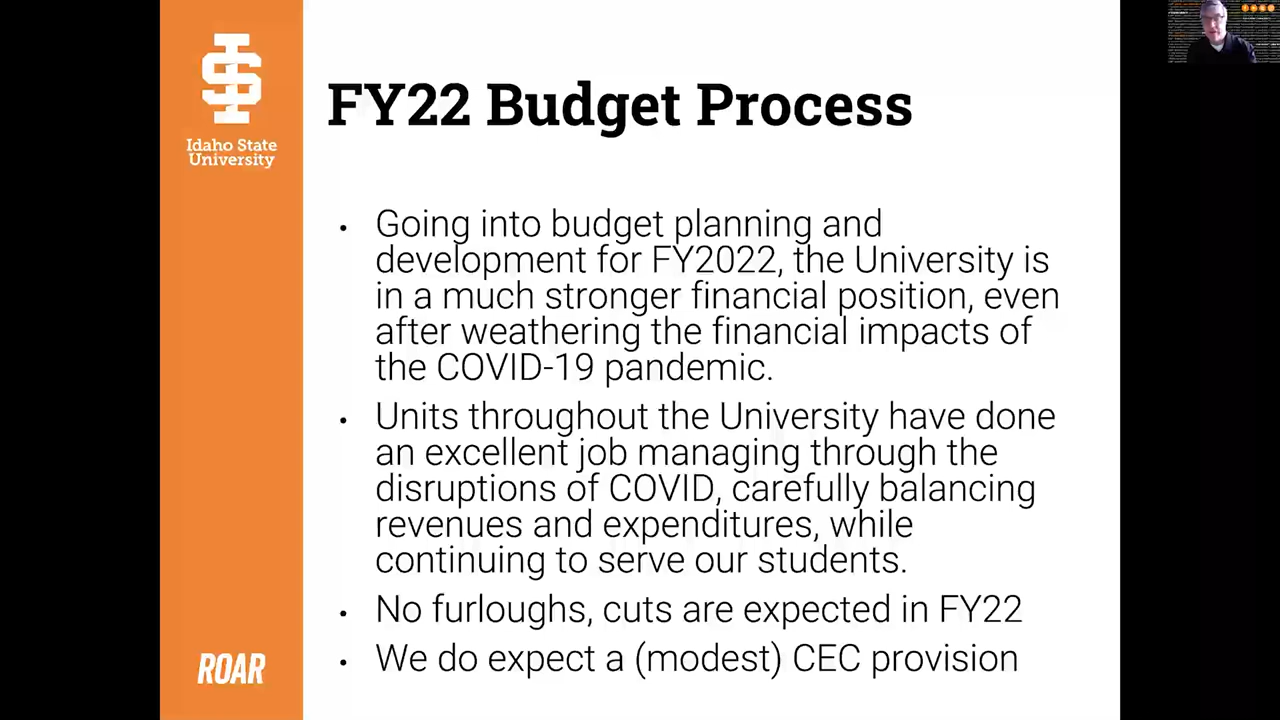 Idaho State
University
FY22 Budget Process
• Going into budget planning and
development for FY2022, the University is
in a much stronger financial position, even
after weathering the financial impacts of
the COVID-19 pandemic.
• Units throughout the University have done
an excellent job managing through the
disruptions of COVID, carefully balancing
revenues and expenditures, while
continuing to serve our students.
• No furloughs, cuts are expected in FY22
• We do expect a (modest) CEC provision
ROAR